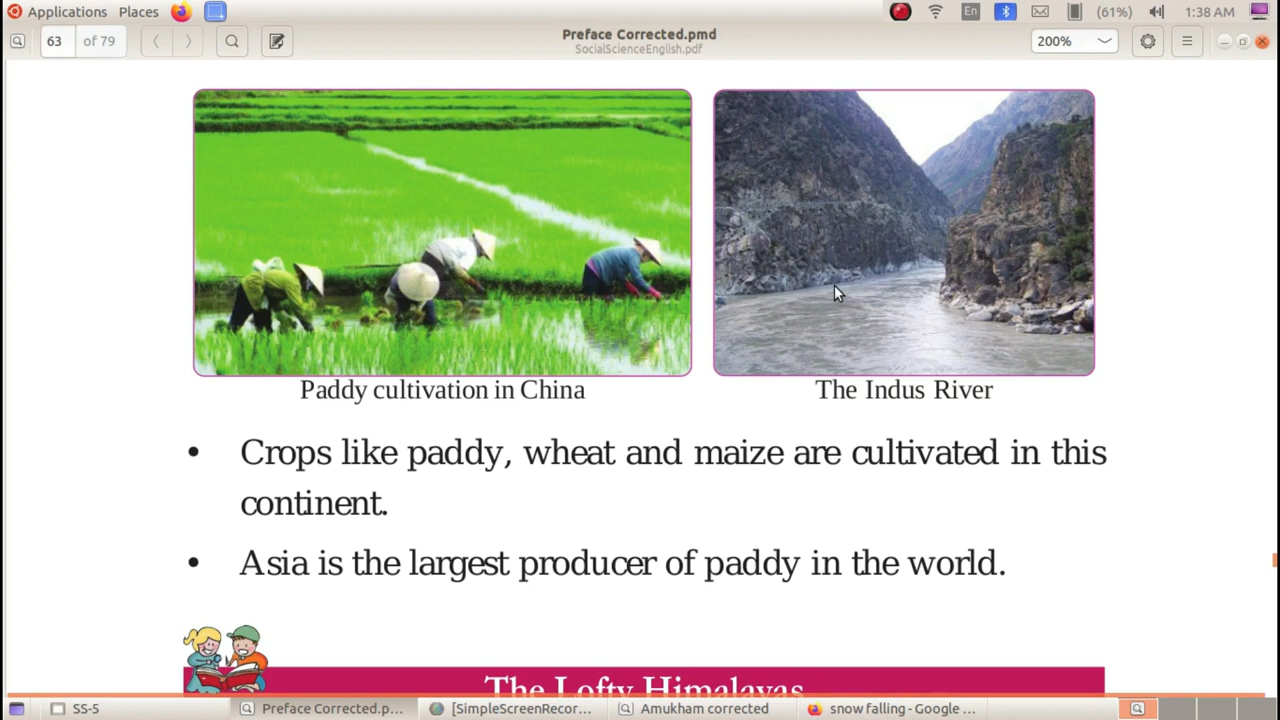 Applications Places En (61%) 1:38 AM
63 of 79 Preface Corrected.pmd 200%
SocialScienceEnglish.pdf
Paddy cultivation in China The Indus River
• Crops like paddy, wheat and maize are cultivated in this
continent.
• Asia is the largest producer of paddy in the world.
The Lofty Himalayas
SS-5 Preface Corrected.p... [SimpleScreenRecor... Amukham corrected snow falling - Google ...